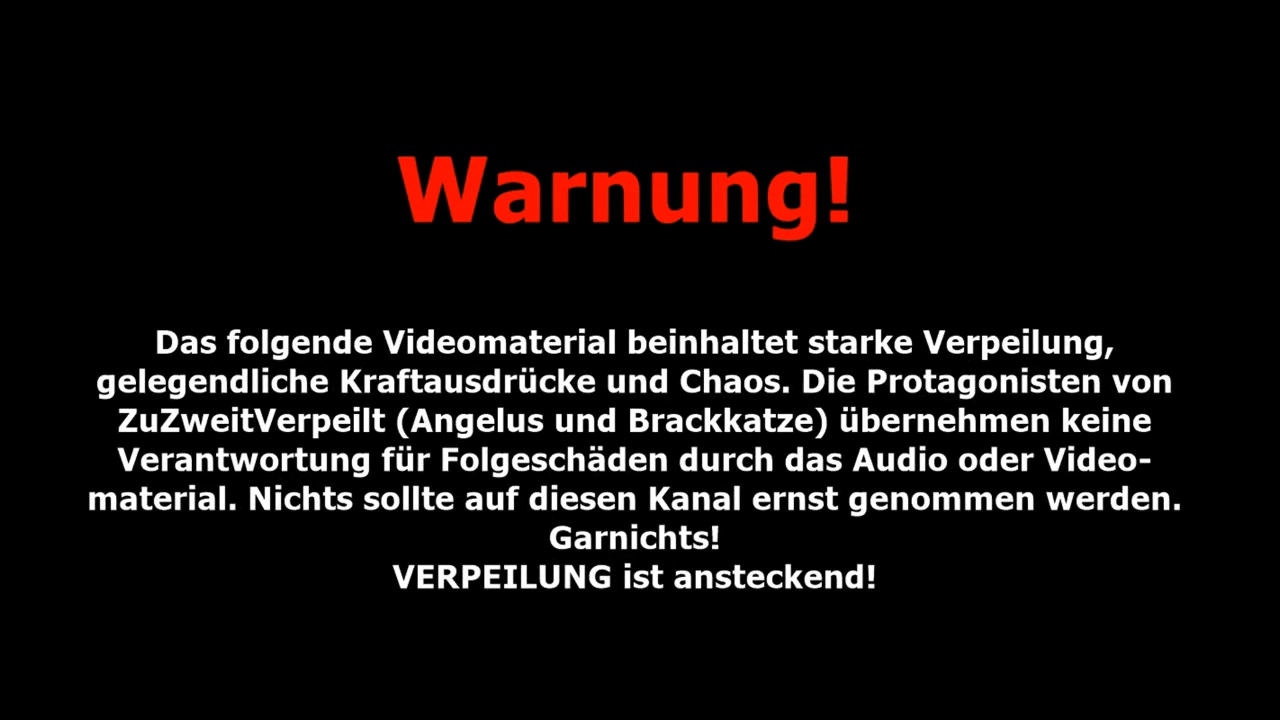 Warnung!
Das folgende Videomaterial beinhaltet starke Verpeilung,
gelegendliche Kraftausdrücke und Chaos. Die Protagonisten von
ZuZweitVerpeilt (Angelus und Brackkatze) übernehmen keine
Verantwortung für Folgeschäden durch das Audio oder Video-
material. Nichts sollte auf diesen Kanal ernst genommen werden.
Garnichts!
VERPEILUNG ist ansteckend!